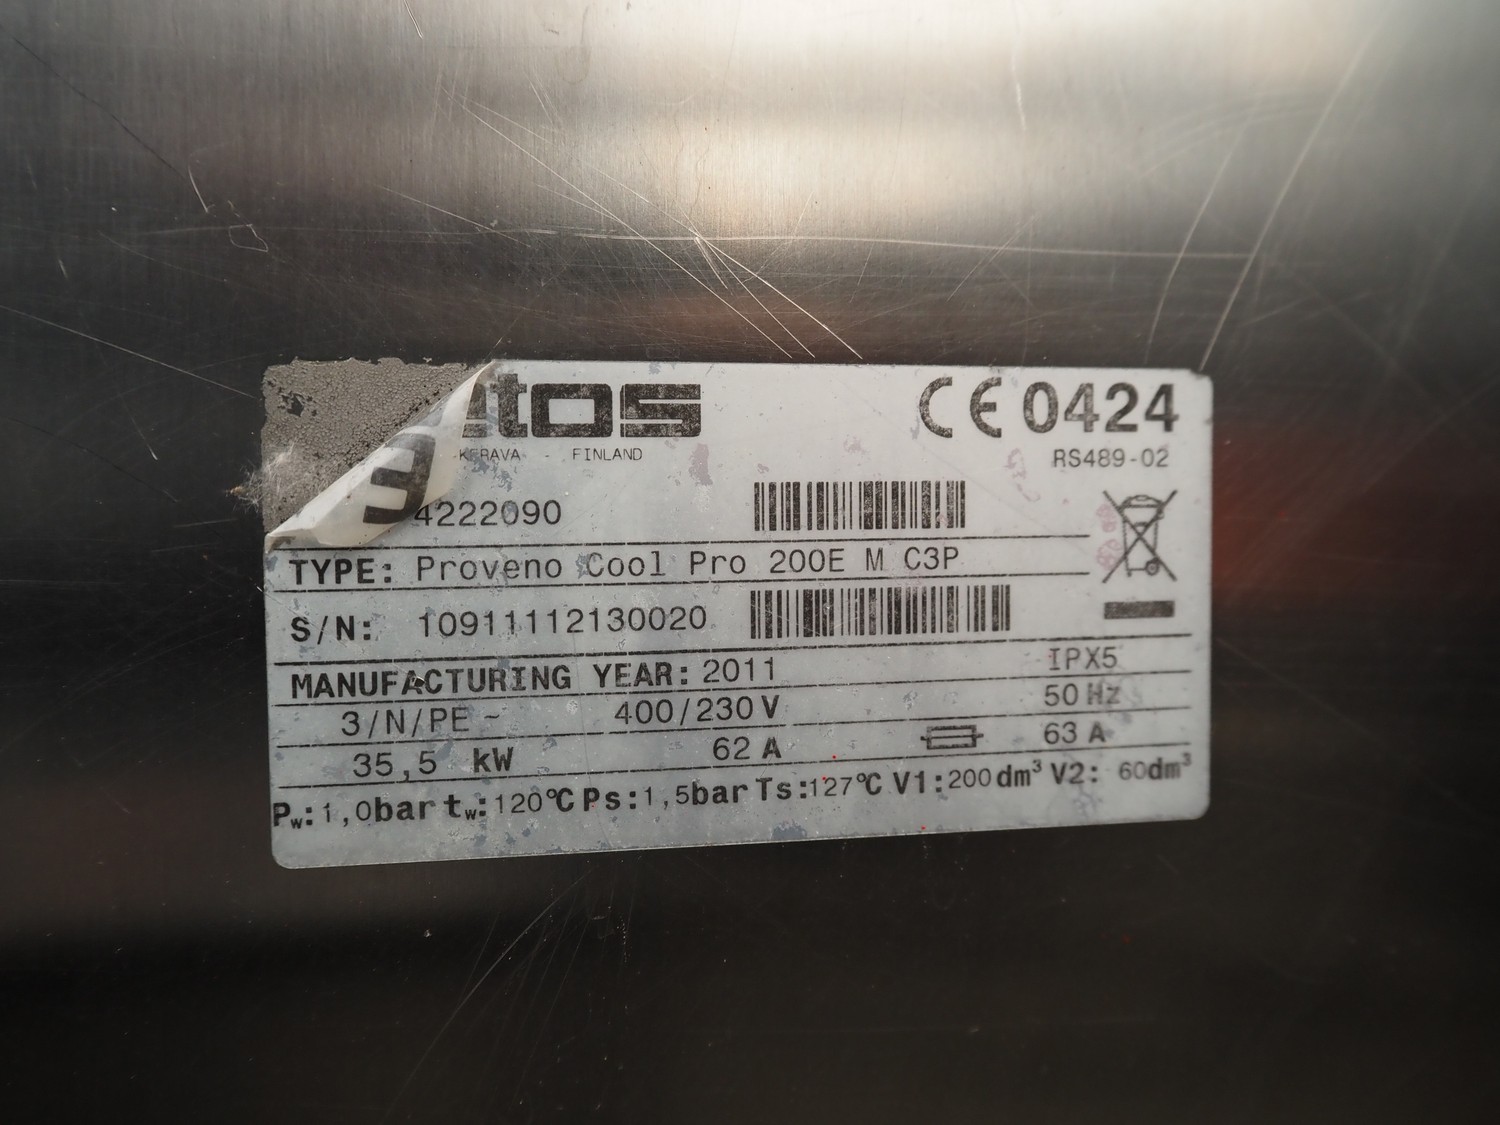 tos
CE 0424
KERAVA - FINLAND
RS489-02
4222090
TYPE: Proveno Cool Pro 200E M C3P
S/N: 10911112130020
MANUFACTURING YEAR: 2011 IPX5
3/N/PE ~ 400/230 V 50 Hz
35,5 kW 62 A 63 A
Pw: 1,0bar tw: 120°C Ps: 1,5bar Ts: 127°C V1: 200dm³ V2: 60dm³